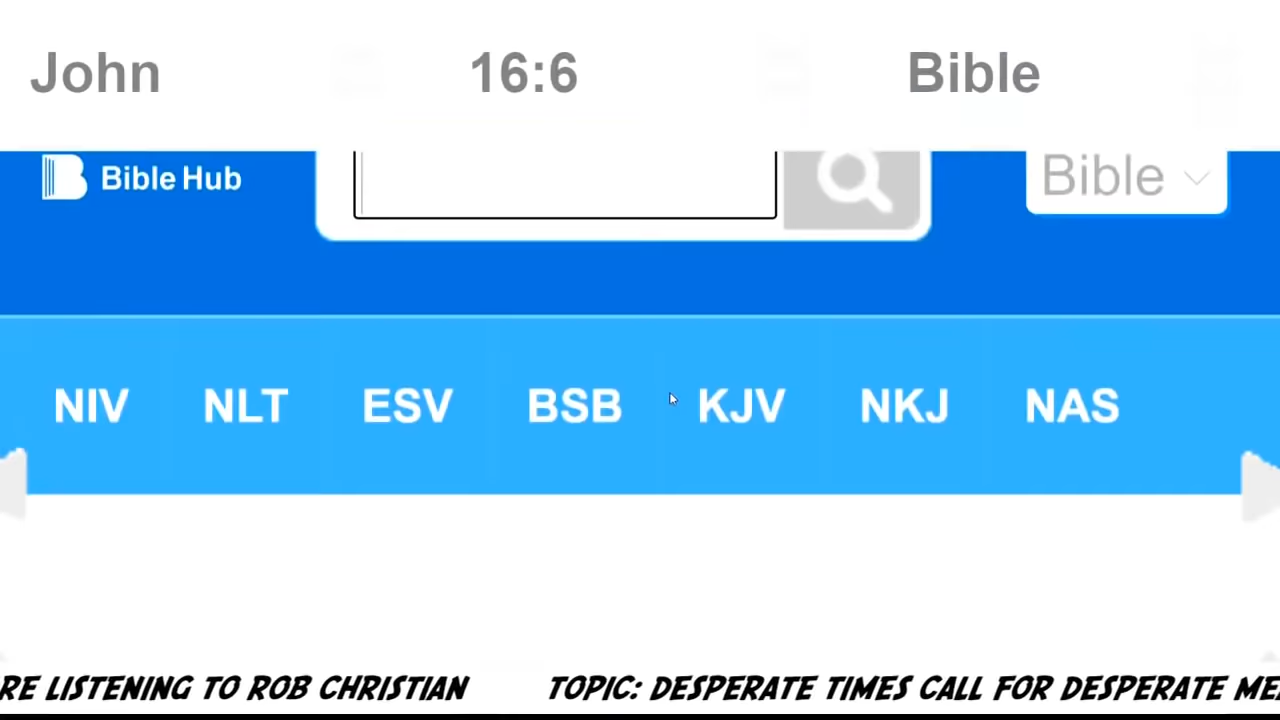 John 16:6 Bible
Bible Hub Bible
NIV NLT ESV BSB KJV NKJ NAS
RE LISTENING TO ROB CHRISTIAN TOPIC: DESPERATE TIMES CALL FOR DESPERATE